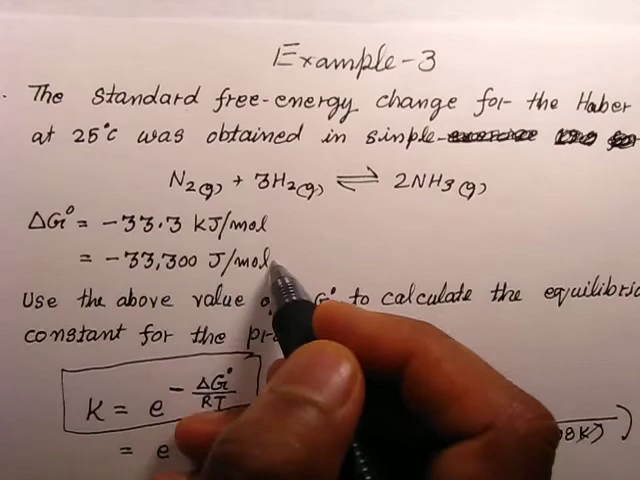 Example-3
The Standard free-energy change for the Haber
at 25°C was obtained in simple
N2(g) + 3H2(g) ⇌ 2NH3(g)
ΔG° = -33.3 kJ/mol
= -33,300 J/mol
Use the above value G° to calculate the
constant for the
K = e^-ΔG°/RT
= e